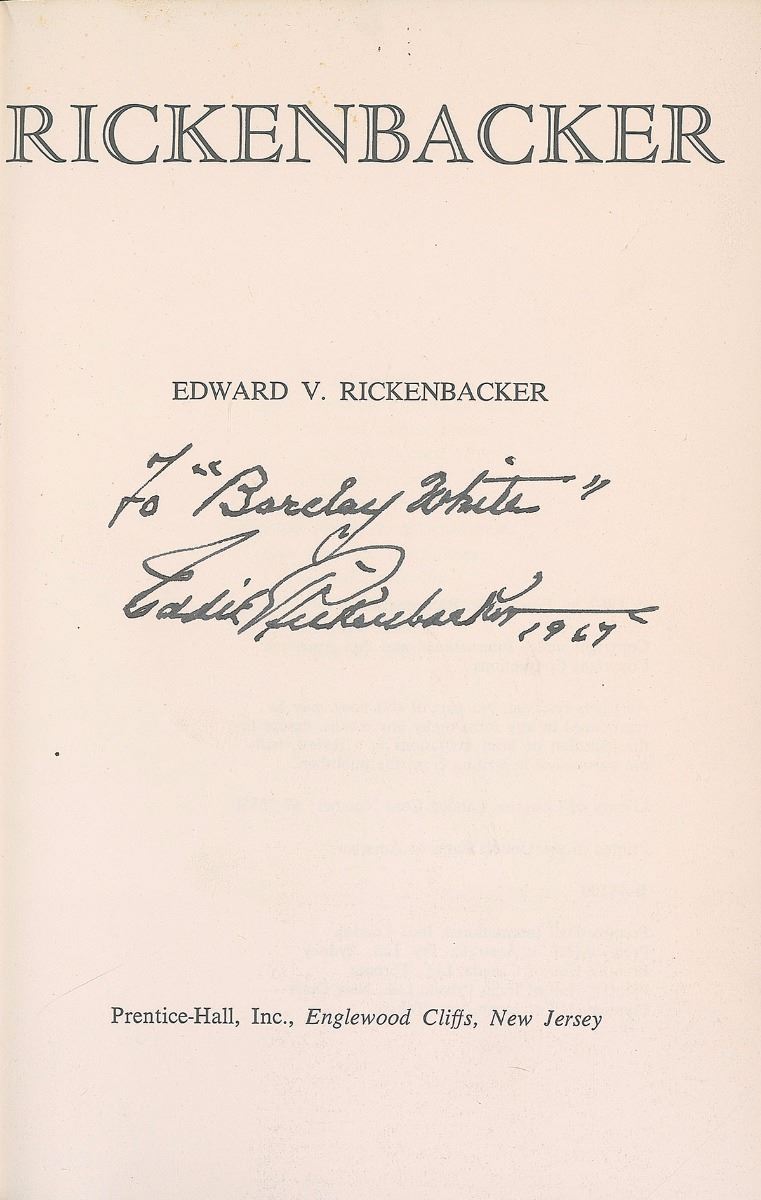 RICKENBACKER
EDWARD V. RICKENBACKER
To "Barclay White"
Eddie Rickenbacker 1967
Prentice-Hall, Inc., Englewood Cliffs, New Jersey